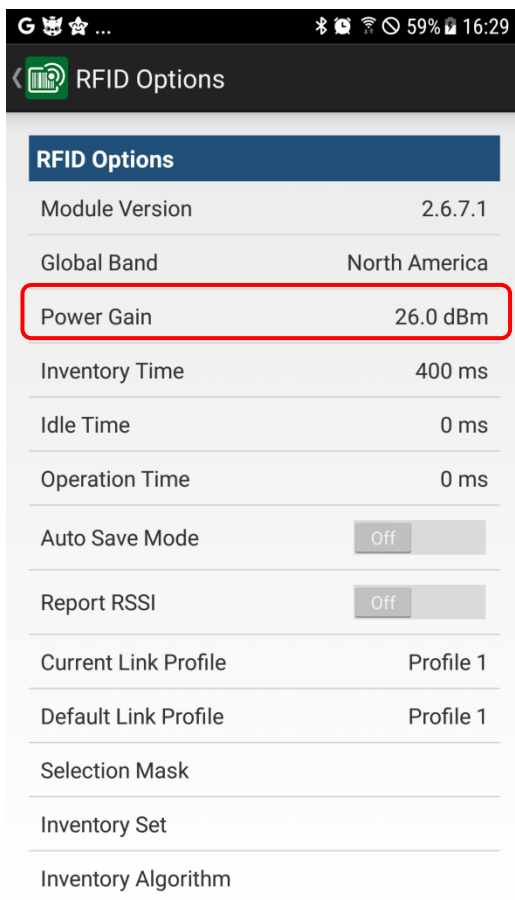 G ... 59% 16:29
RFID Options
RFID Options
Module Version 2.6.7.1
Global Band North America
Power Gain 26.0 dBm
Inventory Time 400 ms
Idle Time 0 ms
Operation Time 0 ms
Auto Save Mode Off
Report RSSI Off
Current Link Profile Profile 1
Default Link Profile Profile 1
Selection Mask
Inventory Set
Inventory Algorithm